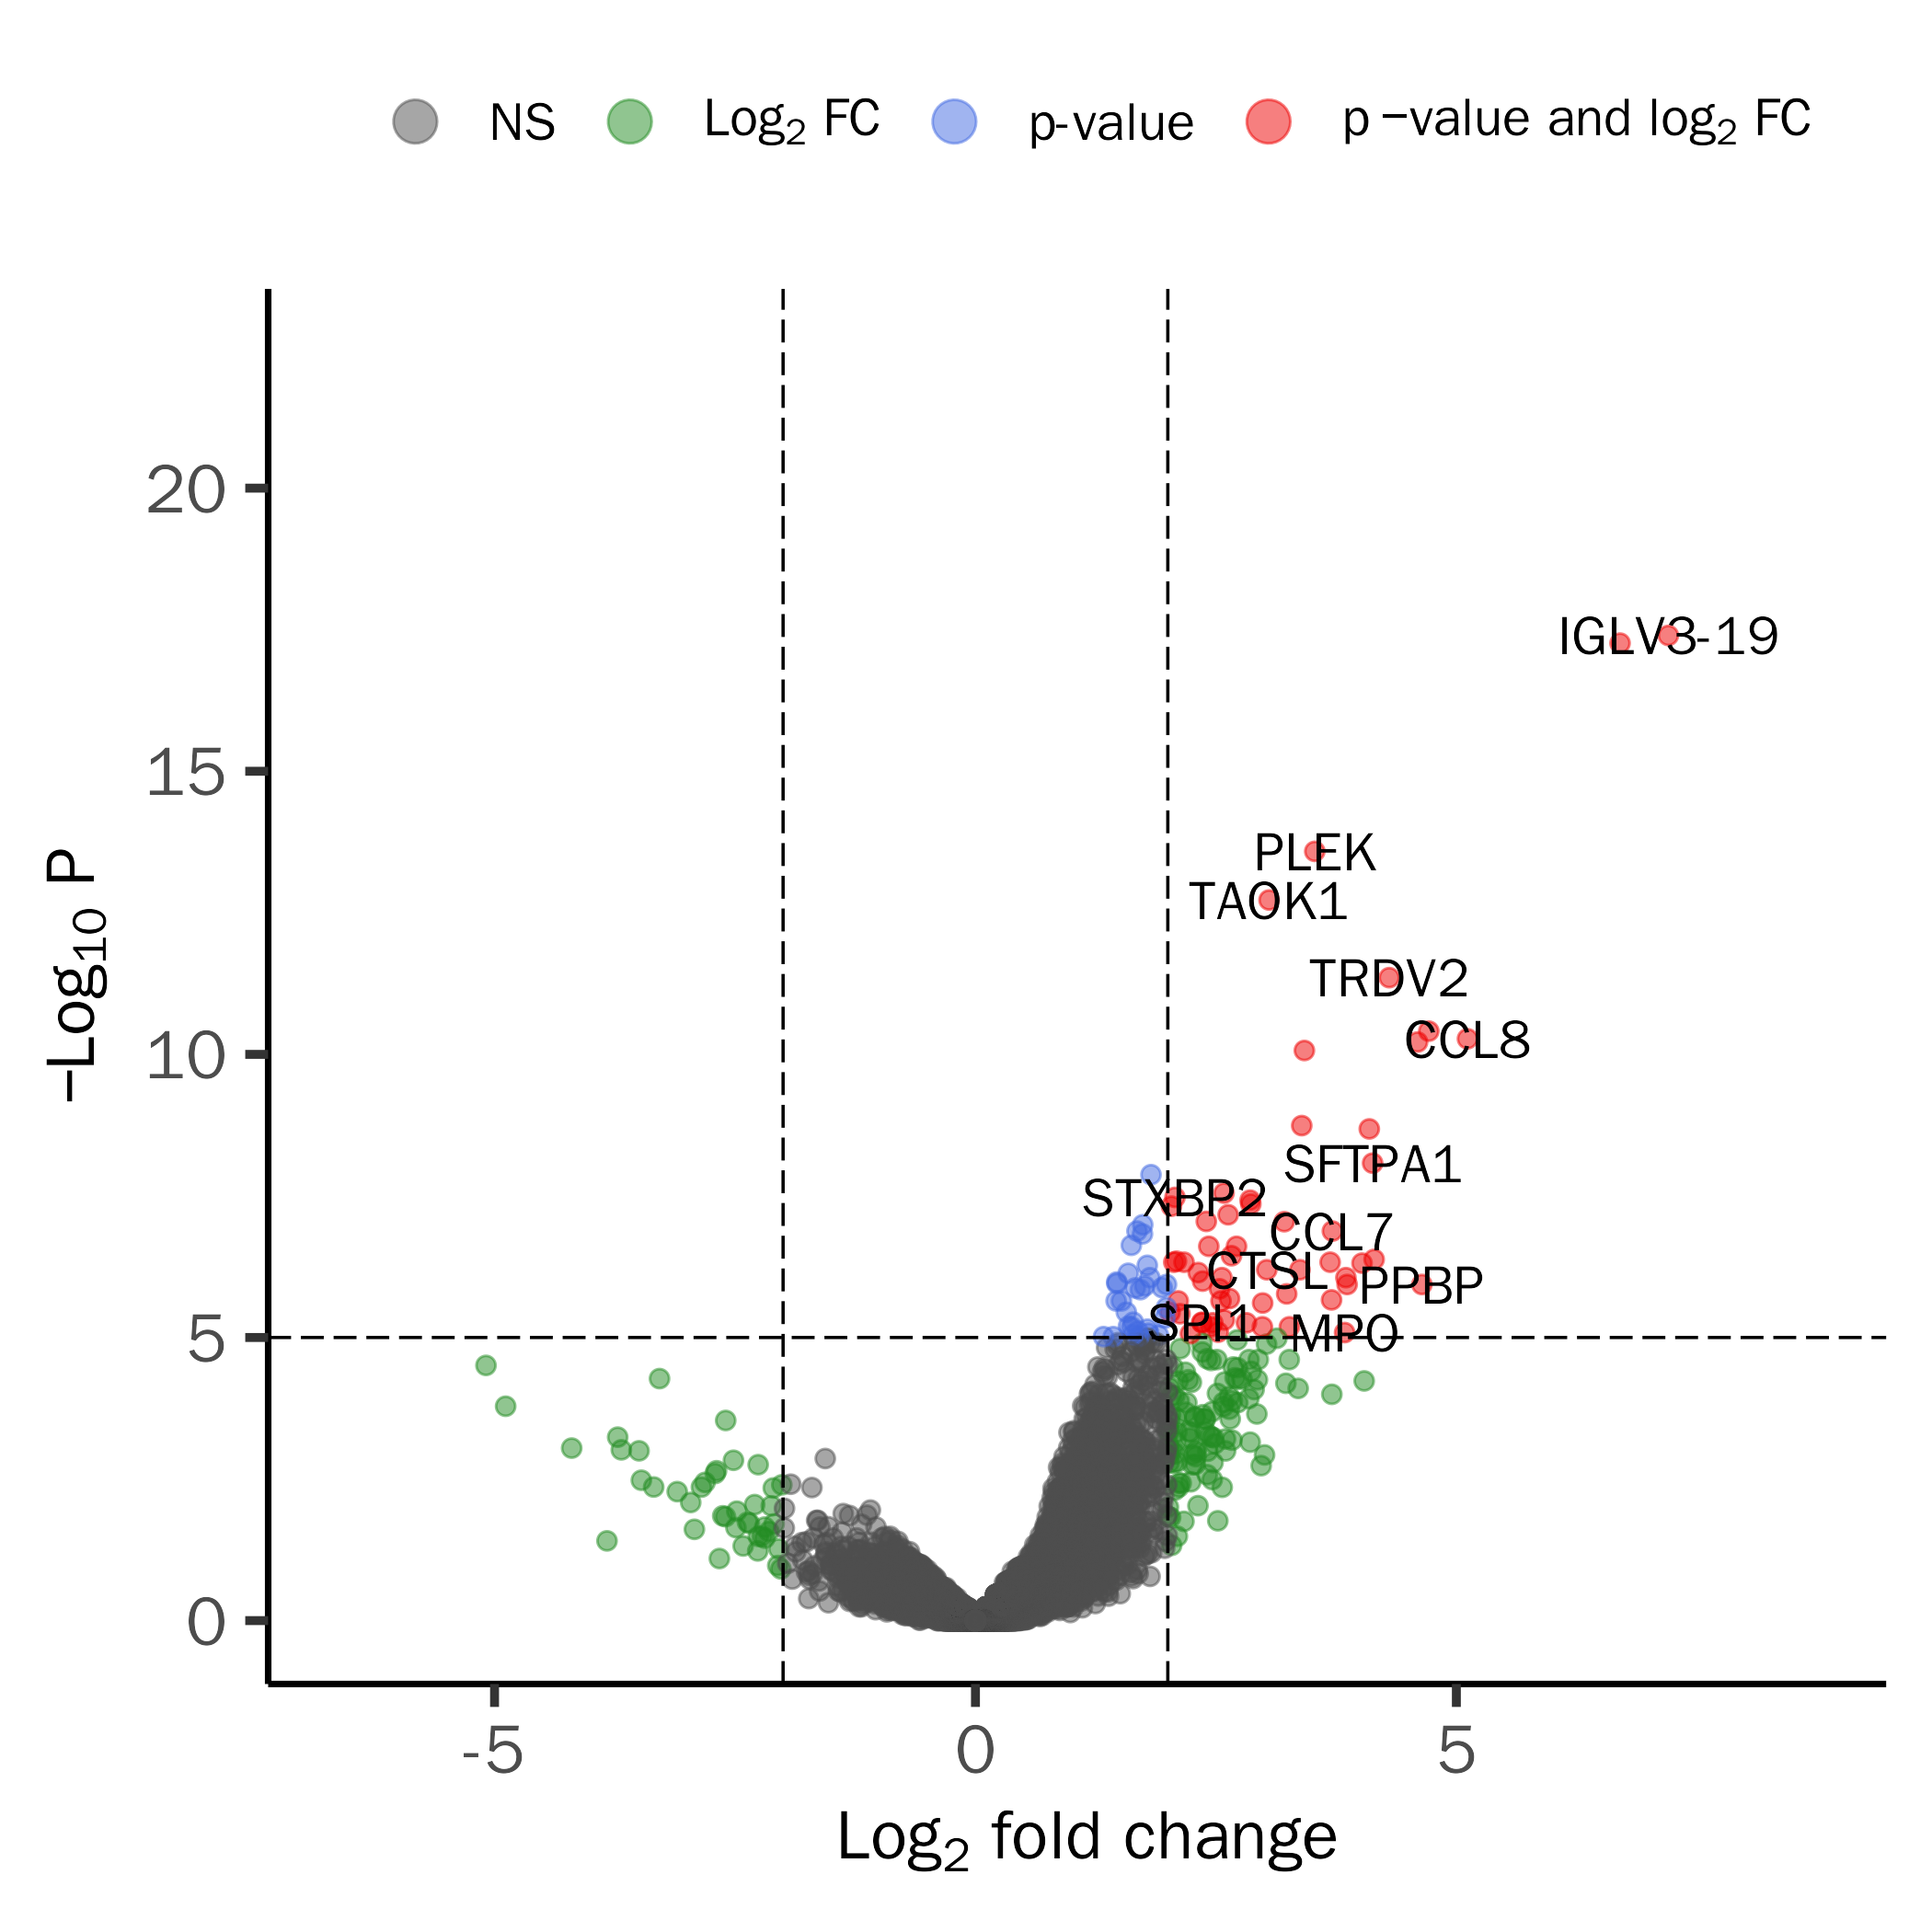 NS Log₂ FC p-value p −value and log₂ FC
−Log₁₀ P
20
IGLV3-19
15
PLEK
TAOK1
TRDV2
10
CCL8
SFTPA1
STXBP2
CCL7
CTSL
PPBP
SPI1
5
MPO
0
-5 0 5
Log₂ fold change